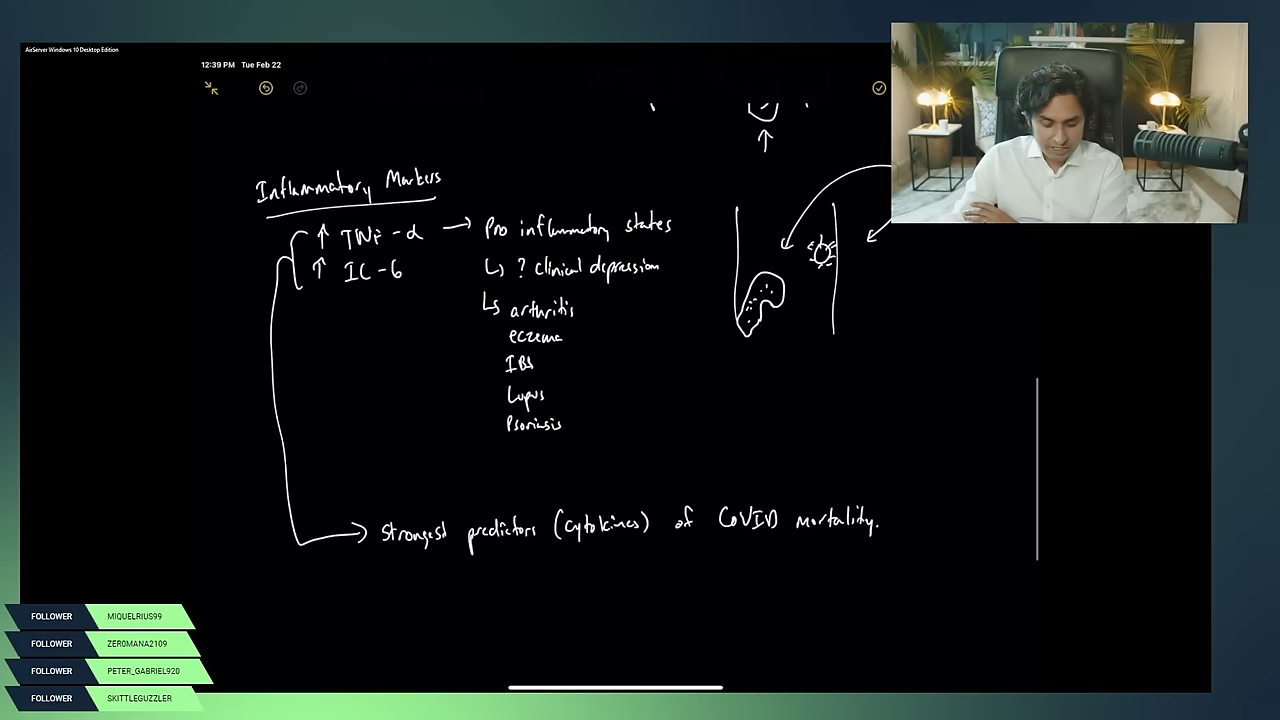 AirServer Windows 10 Desktop Edition
12:39 PM Tue Feb 22
Inflammatory Markers
↑ TNF-α → Pro inflammatory states
↑ IL-6 ↳ ? clinical depression
↳ arthritis
eczema
IBS
Lupus
Psoriasis
→ Strongest predictors (cytokines) of COVID mortality.
FOLLOWER MIQUELRIUS99
FOLLOWER ZER0MANA2109
FOLLOWER PETER_GABRIEL920
FOLLOWER SKITTLEGUZZLER